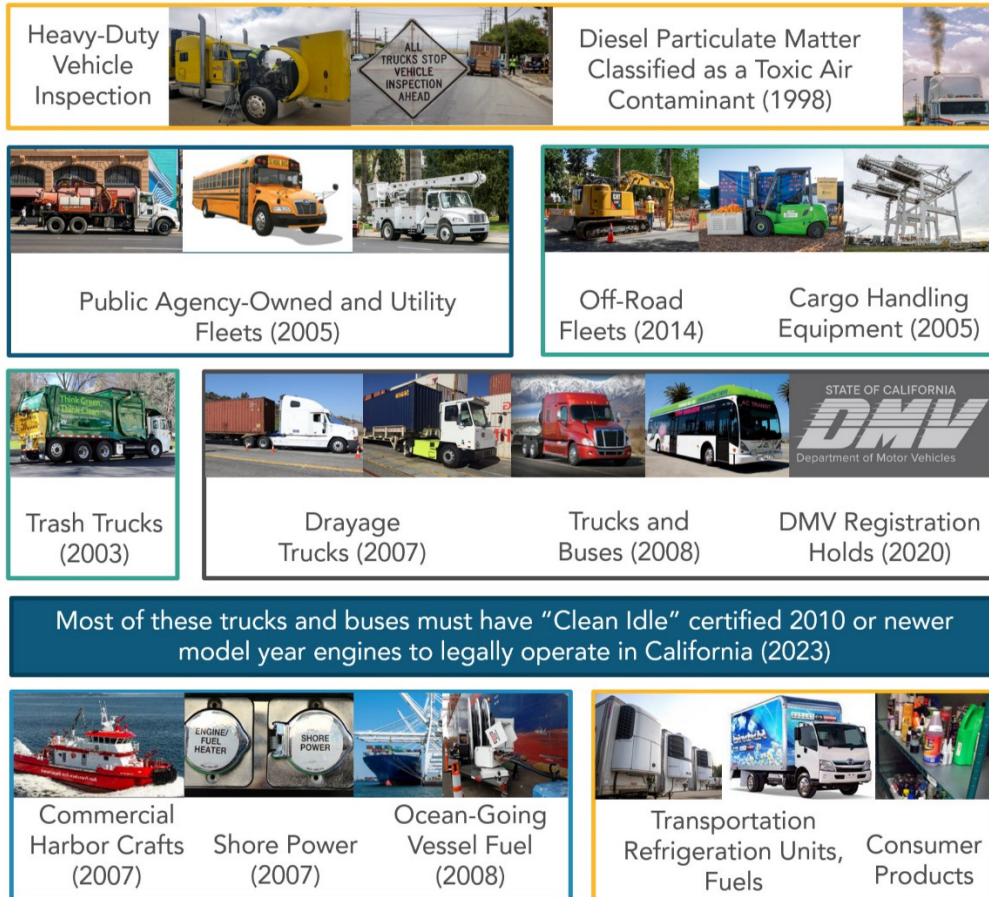 Heavy-Duty
Vehicle
Inspection
ALL
TRUCKS STOP
VEHICLE
INSPECTION
AHEAD
Diesel Particulate Matter
Classified as a Toxic Air
Contaminant (1998)
SCHOOL BUS
CAT
Public Agency-Owned and Utility
Fleets (2005)
Off-Road
Fleets (2014)
Cargo Handling
Equipment (2005)
Think Green.
Think Clean.
AC TRANSIT
STATE OF CALIFORNIA
DMV
Department of Motor Vehicles
Trash Trucks
(2003)
Drayage
Trucks (2007)
Trucks and
Buses (2008)
DMV Registration
Holds (2020)
Most of these trucks and buses must have “Clean Idle” certified 2010 or newer
model year engines to legally operate in California (2023)
ENGINE/
FUEL
HEATER
SHORE
POWER
Commercial
Harbor Crafts
(2007)
Shore Power
(2007)
Ocean-Going
Vessel Fuel
(2008)
Transportation
Refrigeration Units,
Fuels
Consumer
Products